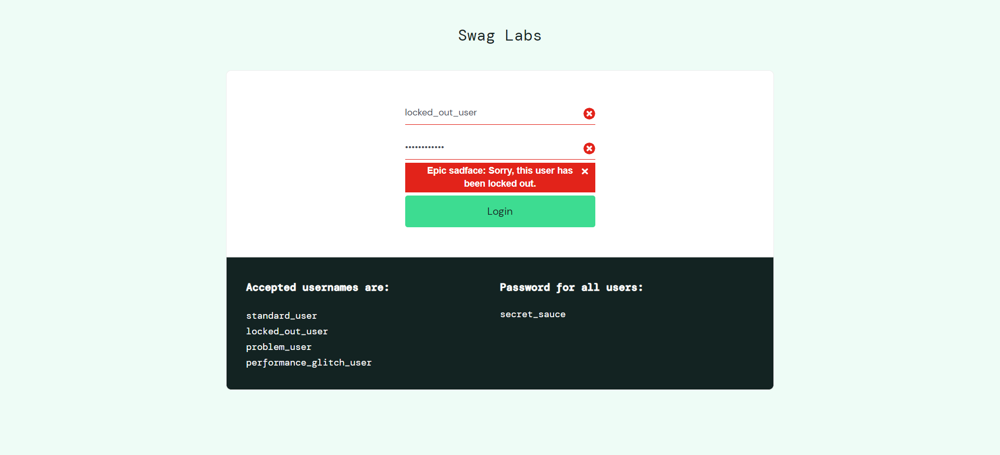 Swag Labs
locked_out_user
••••••••••••
Epic sadface: Sorry, this user has
been locked out.
Login
Accepted usernames are:
standard_user
locked_out_user
problem_user
performance_glitch_user
Password for all users:
secret_sauce